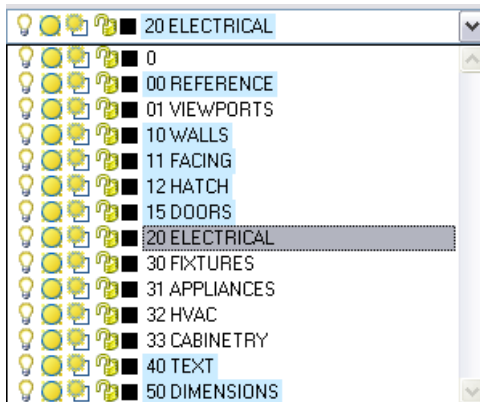 20 ELECTRICAL
0
00 REFERENCE
01 VIEWPORTS
10 WALLS
11 FACING
12 HATCH
15 DOORS
20 ELECTRICAL
30 FIXTURES
31 APPLIANCES
32 HVAC
33 CABINETRY
40 TEXT
50 DIMENSIONS